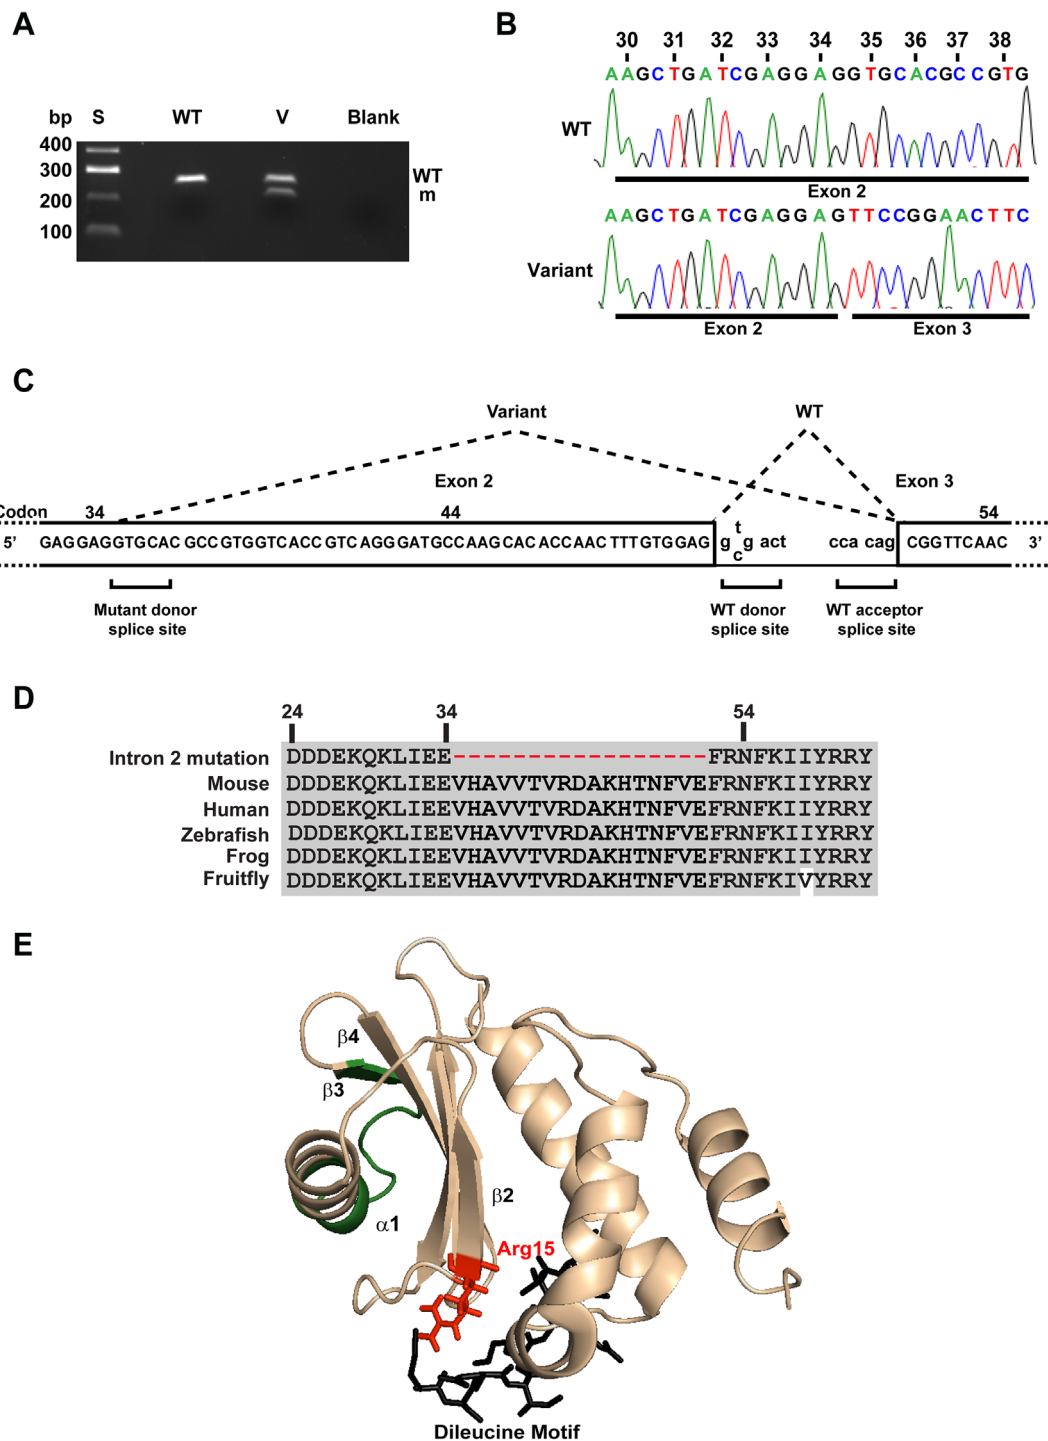 A
bp S WT V Blank
400
300
200
100
WT
m
B
30 31 32 33 34 35 36 37 38
AAGCTGATCGAGGAGGTGCACGCCGTG
WT
Exon 2
AAGCTGATCGAGGAGTTCCGGAACTTC
Variant
Exon 2 Exon 3
C
Variant WT
Exon 2 Exon 3
Codon 34 44 54
5' GAGGAGGTGCACGCCGTGGTCACCGTCAGGGATGCCAAGCACACCAACTTTGTGGAG g t/c g act cca cag CGGTTCAAC 3'
Mutant donor splice site
WT donor splice site
WT acceptor splice site
D
24 34 54
Intron 2 mutation DDDEKQKLIEE-----------------FRNFKIIYRRY
Mouse DDDEKQKLIEEVHAVVTVRDAKHTNFVEFRNFKIIYRRY
Human DDDEKQKLIEEVHAVVTVRDAKHTNFVEFRNFKIIYRRY
Zebrafish DDDEKQKLIEEVHAVVTVRDAKHTNFVEFRNFKIIYRRY
Frog DDDEKQKLIEEVHAVVTVRDAKHTNFVEFRNFKIIYRRY
Fruitfly DDDEKQKLIEEVHAVVTVRDAKHTNFVEFRNFKIVYRRY
E
β4
β3
α1
β2
Arg15
Dileucine Motif